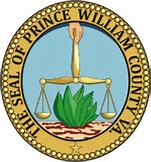 THE SEAL OF PRINCE WILLIAM COUNTY, VA